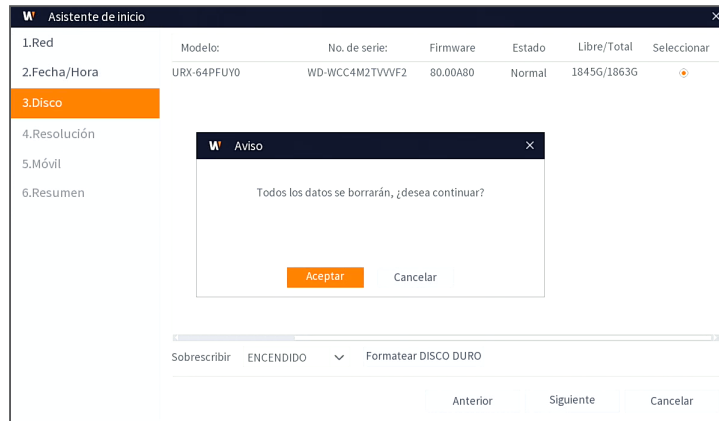 W Asistente de inicio
1.Red
2.Fecha/Hora
3.Disco
4.Resolución
5.Móvil
6.Resumen
Modelo: No. de serie: Firmware Estado Libre/Total Seleccionar
URX-64PFUY0 WD-WCC4M2TVVVF2 80.00A80 Normal 1845G/1863G
W Aviso
Todos los datos se borrarán, ¿desea continuar?
Aceptar Cancelar
Sobrescribir ENCENDIDO Formatear DISCO DURO
Anterior Siguiente Cancelar